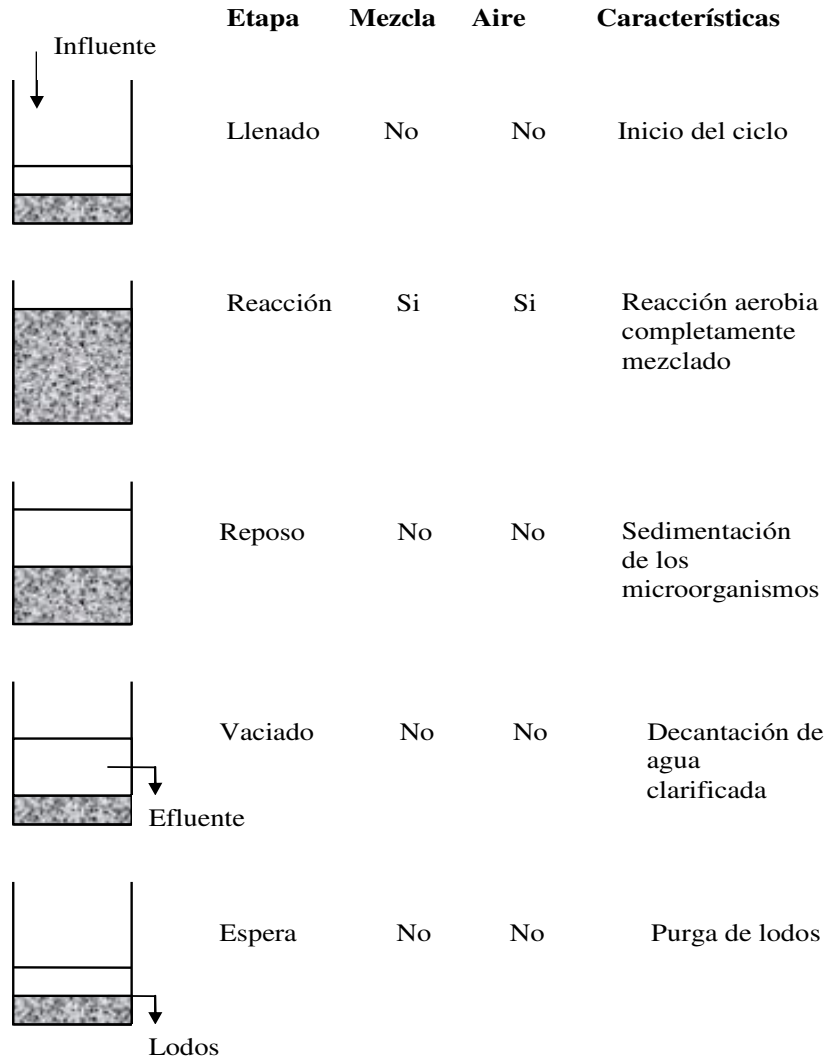 Etapa Mezcla Aire Características
Influente
Llenado No No Inicio del ciclo
Reacción Si Si Reacción aerobia
completamente
mezclado
Reposo No No Sedimentación
de los
microorganismos
Vaciado No No Decantación de
agua
clarificada
Efluente
Espera No No Purga de lodos
Lodos